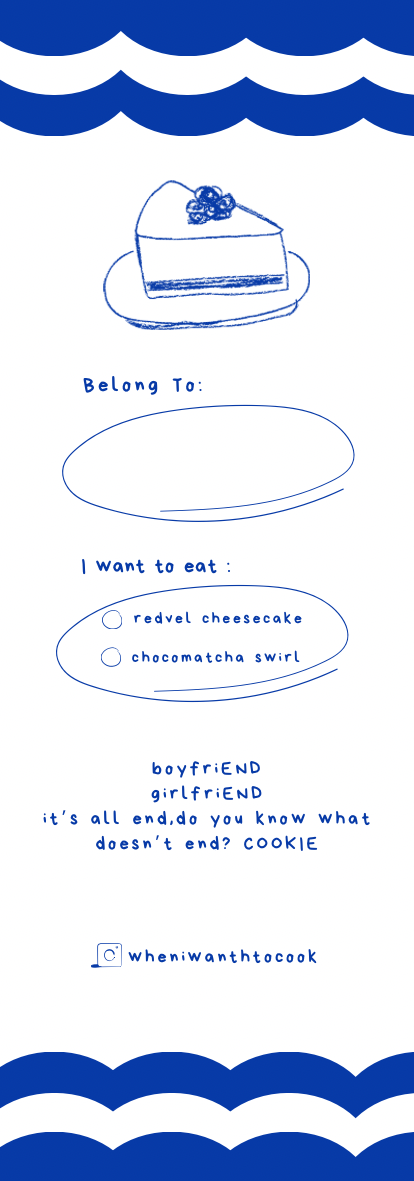 Belong To:
I want to eat :
redvel cheesecake
chocomatcha swirl
boyfriEND
girlfriEND
it's all end,do you know what
doesn't end? COOKIE
wheniwanthtocook